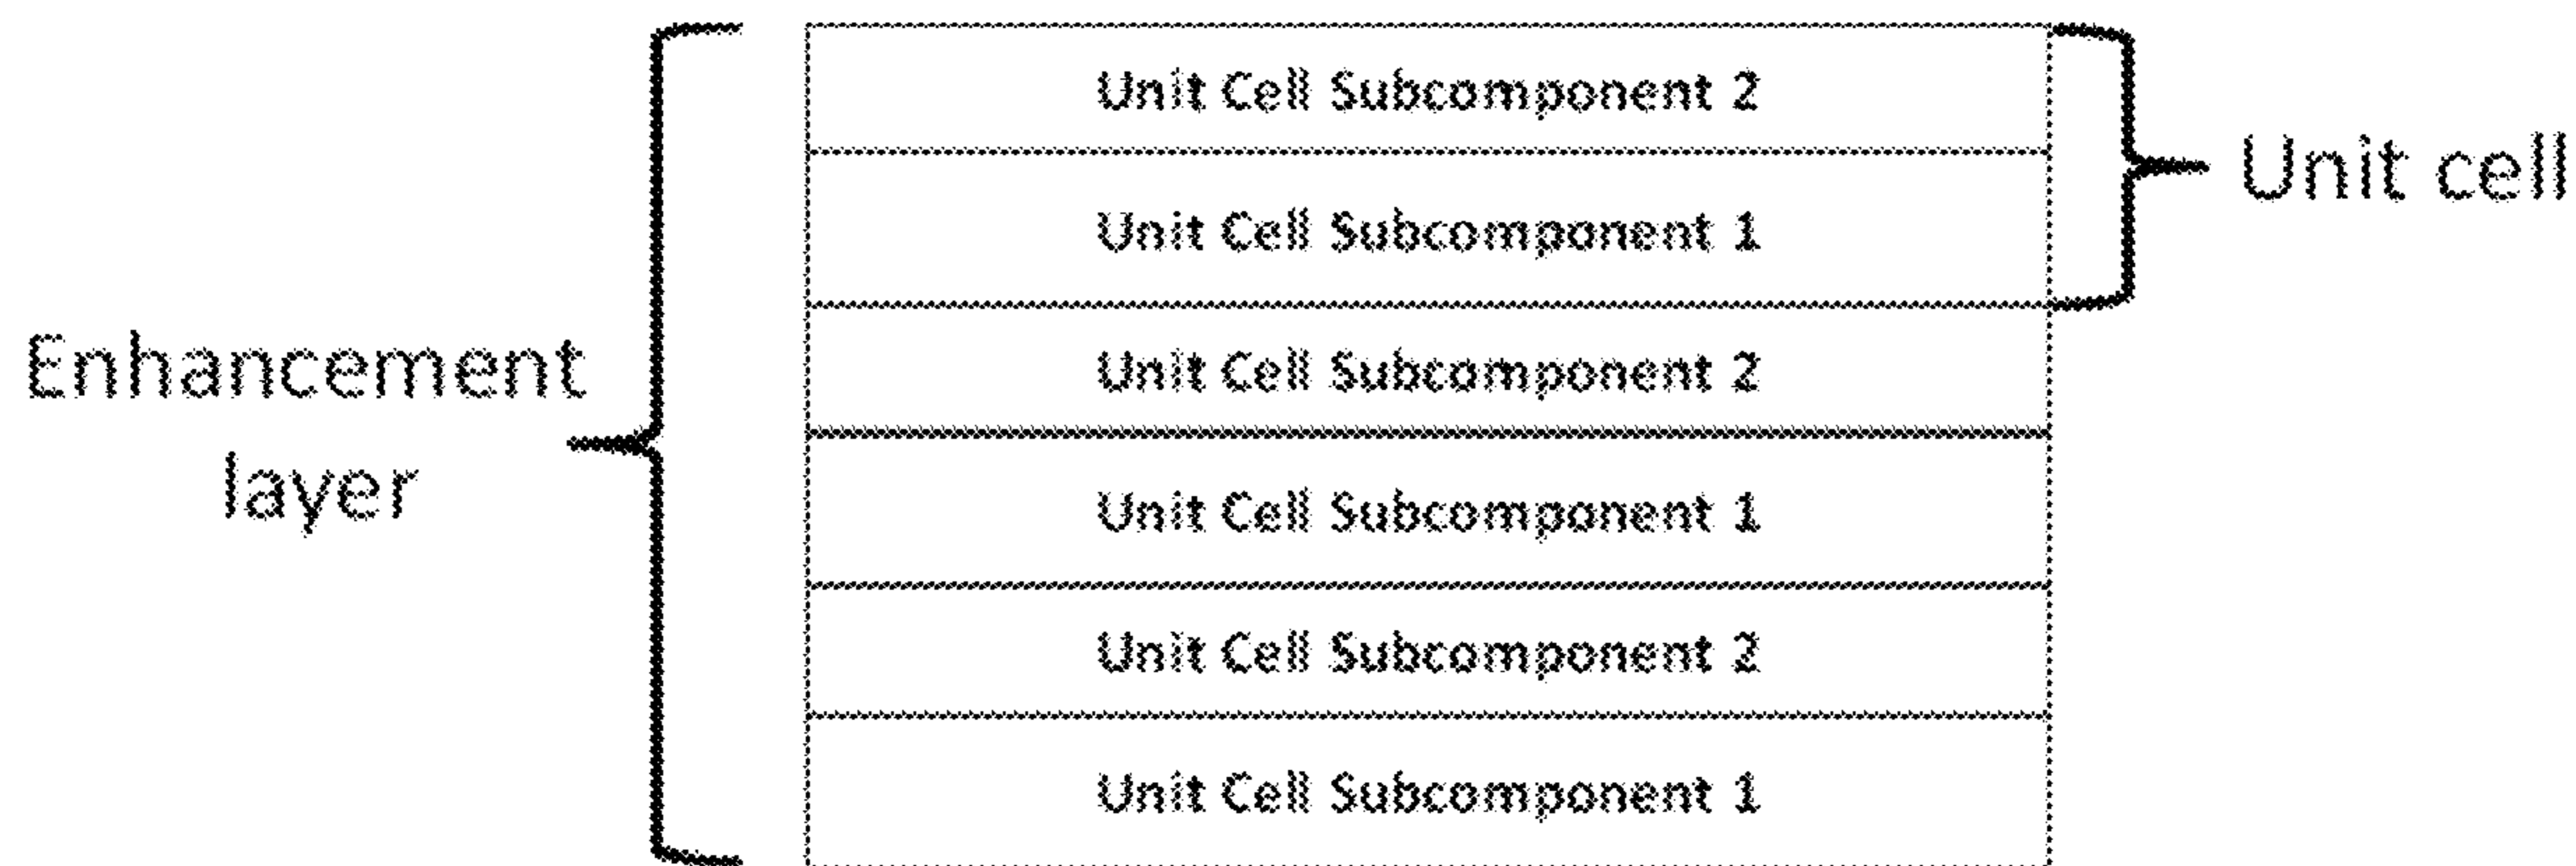 Unit Cell Subcomponent 2
Unit cell
Unit Cell Subcomponent 1
Enhancement
layer
Unit Cell Subcomponent 2
Unit Cell Subcomponent 1
Unit Cell Subcomponent 2
Unit Cell Subcomponent 1